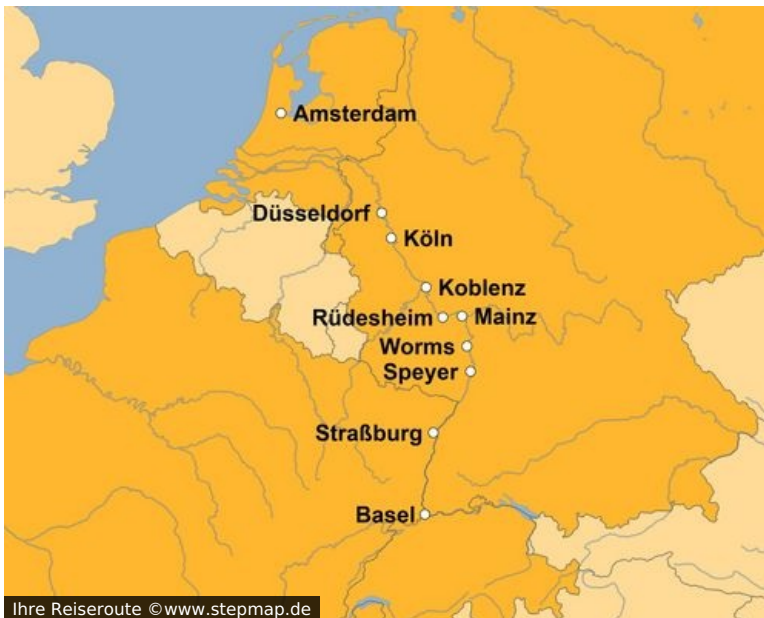 Amsterdam
Düsseldorf
Köln
Koblenz
Rüdesheim
Mainz
Worms
Speyer
Straßburg
Basel
Ihre Reiseroute ©www.stepmap.de